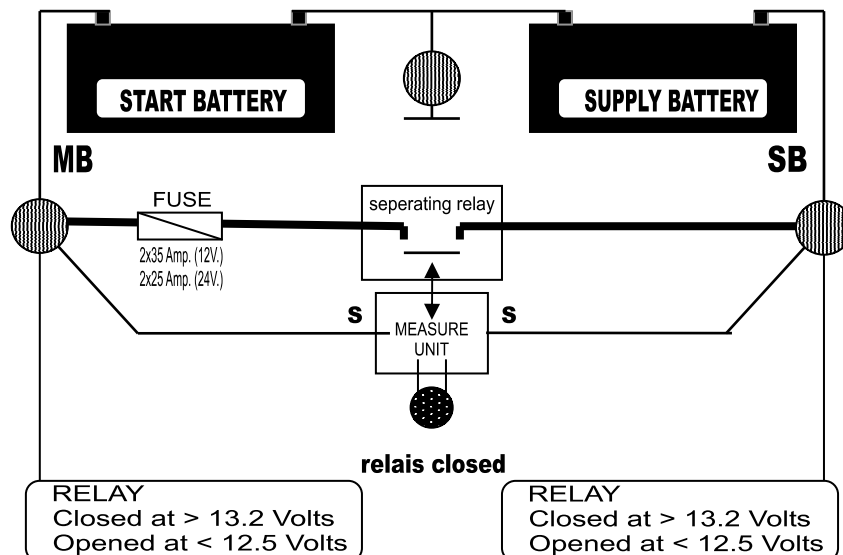 START BATTERY
SUPPLY BATTERY
MB
SB
FUSE
seperating relay
2x35 Amp. (12V.)
2x25 Amp. (24V.)
S
S
MEASURE
UNIT
relais closed
RELAY
Closed at > 13.2 Volts
Opened at < 12.5 Volts
RELAY
Closed at > 13.2 Volts
Opened at < 12.5 Volts